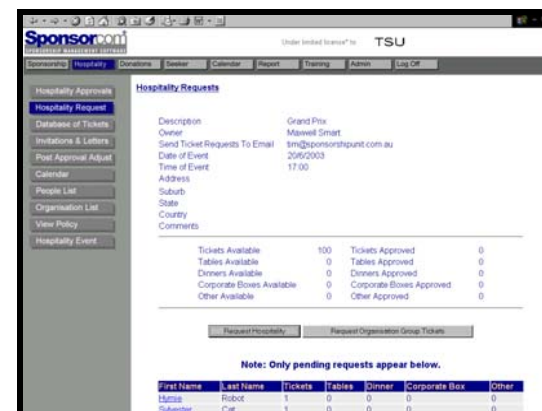 Sponsorcom
SPONSORSHIP MANAGEMENT SOFTWARE
Under limited license* to TSU
Sponsorship Hospitality Donations Seeker Calendar Report Training Admin Log Off
Hospitality Approvals
Hospitality Request
Database of Tickets
Invitations & Letters
Post Approval Adjust
Calendar
People List
Organisation List
View Policy
Hospitality Event
Hospitality Requests
Description Grand Prix
Owner Maxwell Smart
Send Ticket Requests To Email tim@sponsorshipunit.com.au
Date of Event 20/6/2003
Time of Event 17:00
Address
Suburb
State
Country
Comments
Tickets Available 100 Tickets Approved 0
Tables Available 0 Tables Approved 0
Dinners Available 0 Dinners Approved 0
Corporate Boxes Available 0 Corporate Boxes Approved 0
Other Available 0 Other Approved 0
Request Hospitality Request Organisation Group Tickets
Note: Only pending requests appear below.
First Name Last Name Tickets Tables Dinner Corporate Box Other
Hymie Robot 1 0 0 0 0
Sylvester Cat 1 0 0 0 0